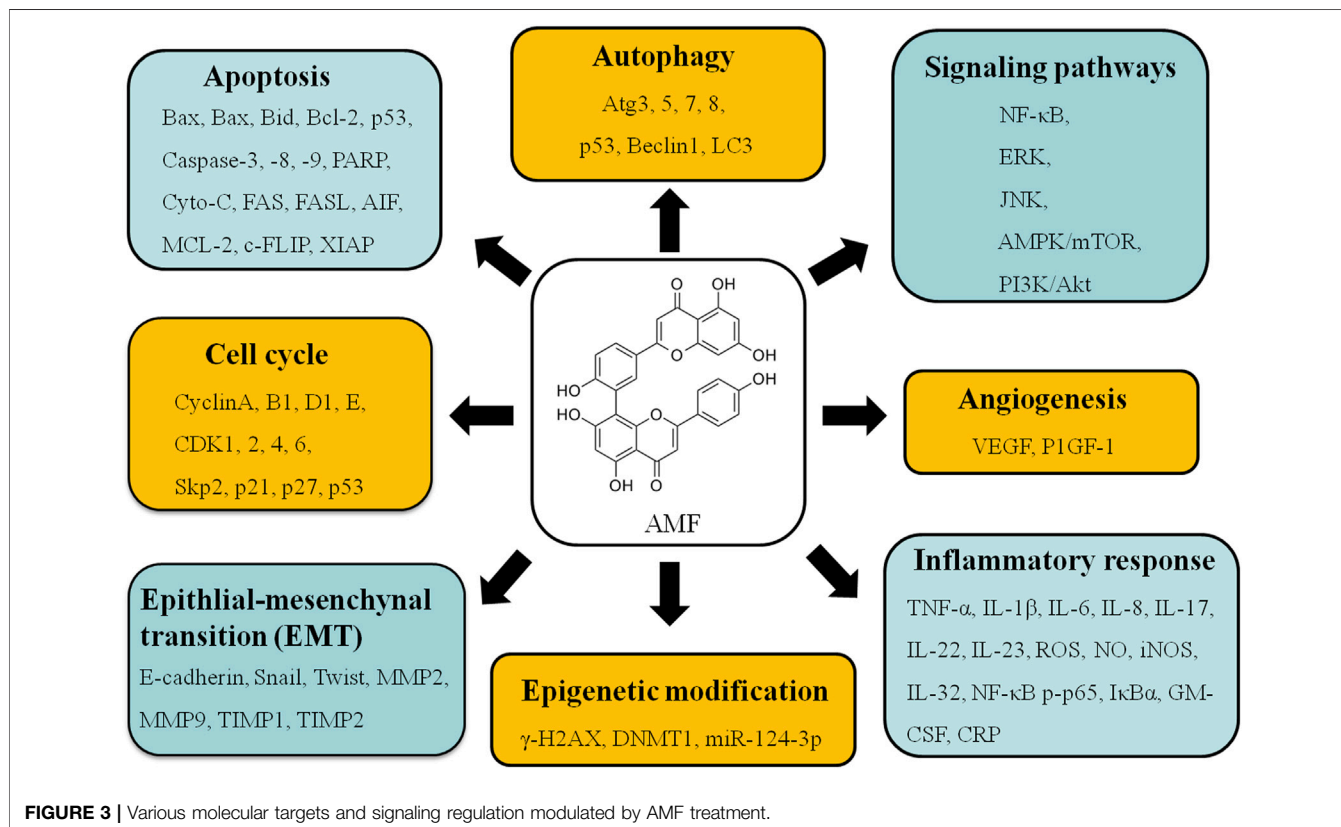 Apoptosis
Bax, Bax, Bid, Bcl-2, p53,
Caspase-3, -8, -9, PARP,
Cyto-C, FAS, FASL, AIF,
MCL-2, c-FLIP, XIAP
Autophagy
Atg3, 5, 7, 8,
p53, Beclin1, LC3
Signaling pathways
NF-κB,
ERK,
JNK,
AMPK/mTOR,
PI3K/Akt
Cell cycle
CyclinA, B1, D1, E,
CDK1, 2, 4, 6,
Skp2, p21, p27, p53
O
OH
O
OH
HO
OH
HO
O
OH
O
AMF
Angiogenesis
VEGF, P1GF-1
Epithlial-mesenchynal
transition (EMT)
E-cadherin, Snail, Twist, MMP2,
MMP9, TIMP1, TIMP2
Epigenetic modification
γ-H2AX, DNMT1, miR-124-3p
Inflammatory response
TNF-α, IL-1β, IL-6, IL-8, IL-17,
IL-22, IL-23, ROS, NO, iNOS,
IL-32, NF-κB p-p65, IκBα, GM-
CSF, CRP
FIGURE 3 | Various molecular targets and signaling regulation modulated by AMF treatment.